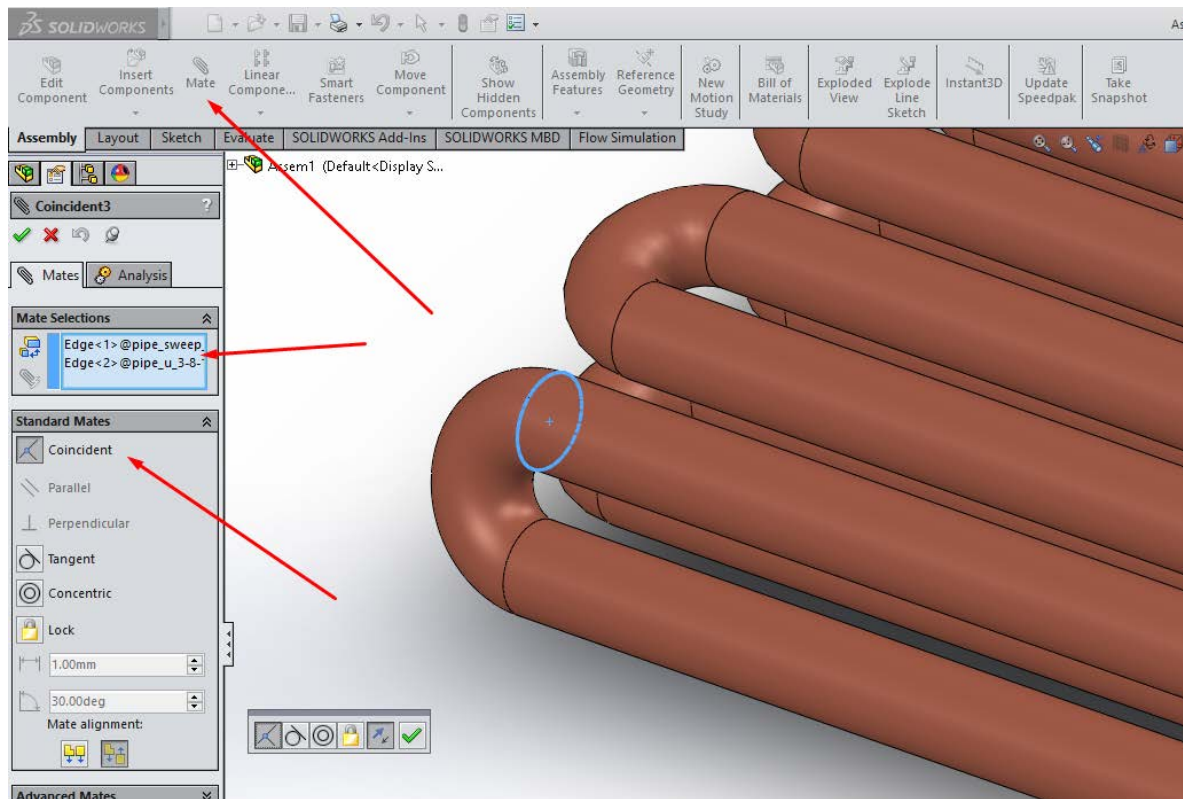 SOLIDWORKS
As
Edit
Component
Insert
Components
Mate
Linear
Compone...
Smart
Fasteners
Move
Component
Show
Hidden
Components
Assembly
Features
Reference
Geometry
New
Motion
Study
Bill of
Materials
Exploded
View
Explode
Line
Sketch
Instant3D
Update
Speedpak
Take
Snapshot
Assembly Layout Sketch Evaluate SOLIDWORKS Add-Ins SOLIDWORKS MBD Flow Simulation
Assem1 (Default<Display S...
Coincident3 ?
Mates Analysis
Mate Selections
Edge<1>@pipe_sweep_
Edge<2>@pipe_u_3-8-
Standard Mates
Coincident
Parallel
Perpendicular
Tangent
Concentric
Lock
1.00mm
30.00deg
Mate alignment:
Advanced Mates